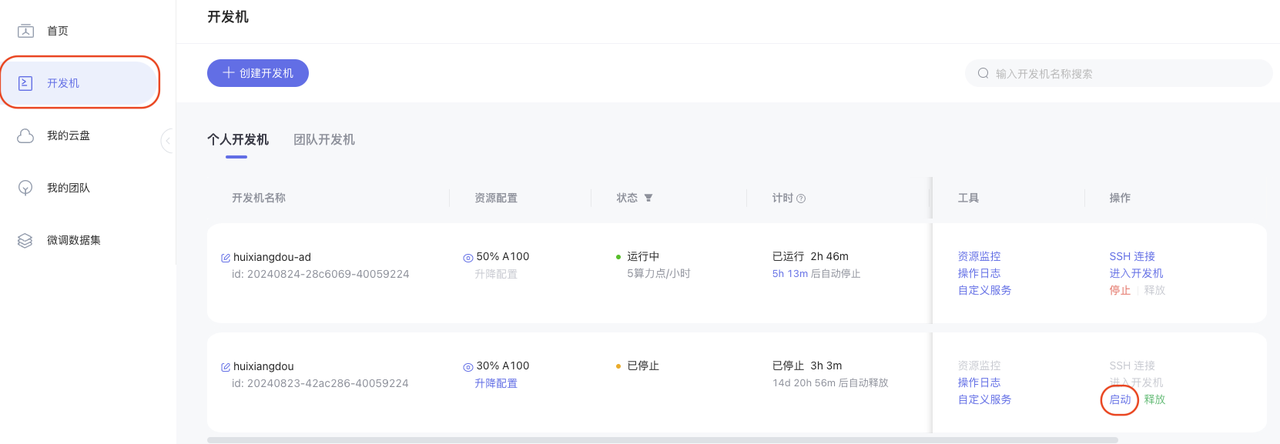 开发机
首页
开发机
创建开发机
输入开发机名称搜索
我的云盘
个人开发机 团队开发机
我的团队
开发机名称 资源配置 状态 计时 工具 操作
微调数据集
huixiangdou-ad 50% A100 运行中 已运行 2h 46m 资源监控 SSH 连接
id: 20240824-28c6069-40059224 升降配置 5算力点/小时 5h 13m 后自动停止 操作日志 进入开发机
自定义服务 停止 释放
huixiangdou 30% A100 已停止 已停止 3h 3m 资源监控 SSH 连接
id: 20240823-42ac286-40059224 升降配置 14d 20h 56m 后自动释放 操作日志 进入开发机
自定义服务 启动 释放